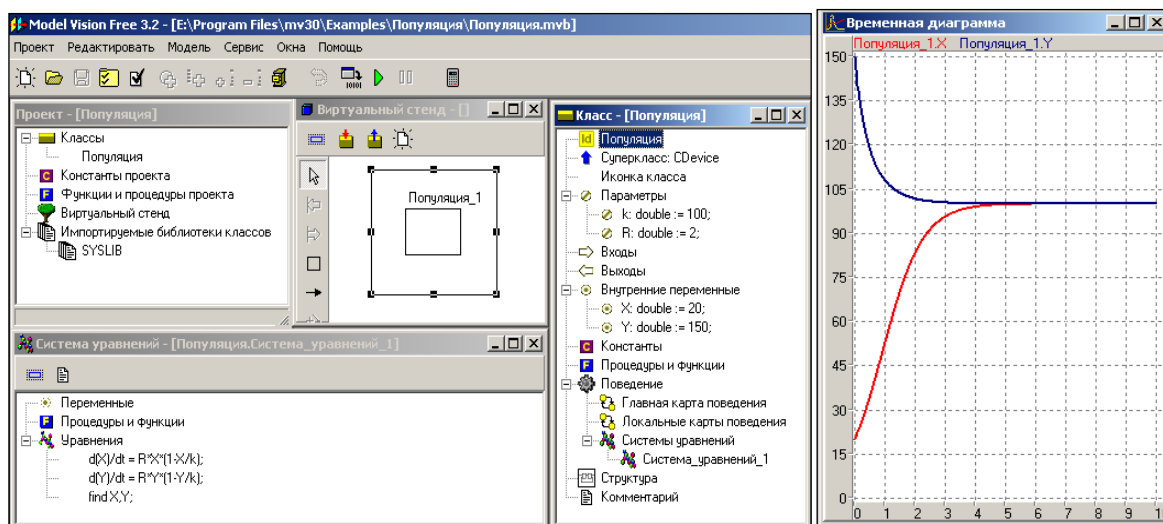 Model Vision Free 3.2 - [E:\Program Files\mv30\Examples\Популяция\Популяция.mvb]
Проект Редактировать Модель Сервис Окна Помощь
Проект - [Популяция]
Классы
Популяция
Константы проекта
Функции и процедуры проекта
Виртуальный стенд
Импортируемые библиотеки классов
SYSLIB
Виртуальный стенд - []
Популяция_1
Система уравнений - [Популяция.Система_уравнений_1]
Переменные
Процедуры и функции
Уравнения
d(X)/dt = R*X*(1-X/k);
d(Y)/dt = R*Y*(1-Y/k);
find X,Y;
Класс - [Популяция]
Популяция
Суперкласс: CDevice
Иконка класса
Параметры
k: double := 100;
R: double := 2;
Входы
Выходы
Внутренние переменные
X: double := 20;
Y: double := 150;
Константы
Процедуры и функции
Поведение
Главная карта поведения
Локальные карты поведения
Системы уравнений
Система_уравнений_1
Структура
Комментарий
Временная диаграмма
Популяция_1.X Популяция_1.Y
150
135
120
105
90
75
60
45
30
15
0
0 1 2 3 4 5 6 7 8 9 1